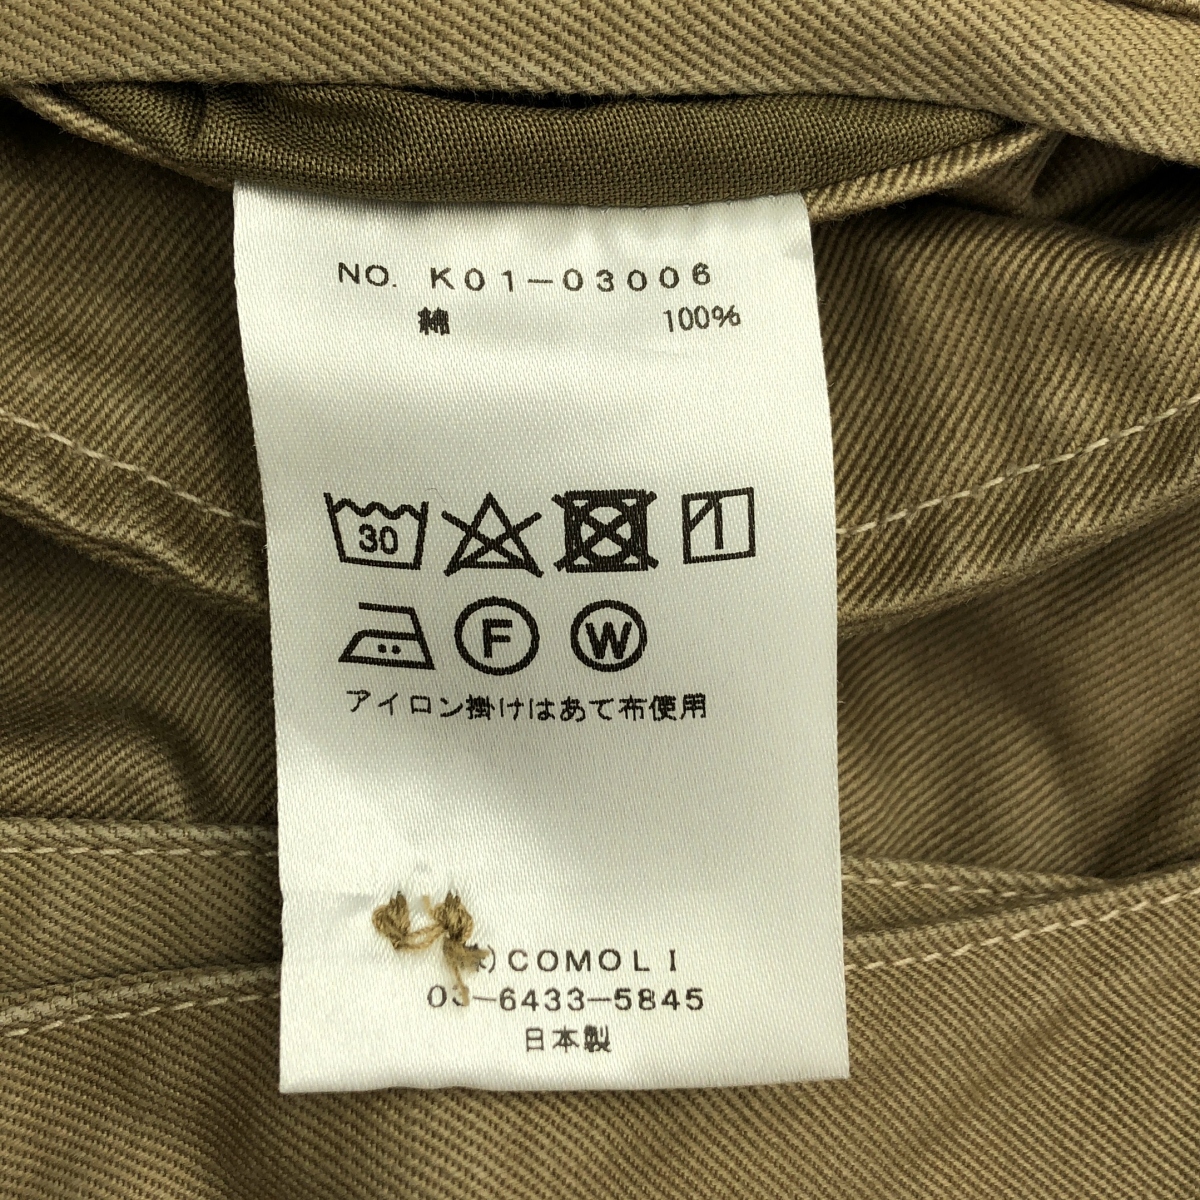 NO. K01-03006
綿 100%
30
F W
アイロン掛けはあて布使用
)COMOLI
03-6433-5845
日本製